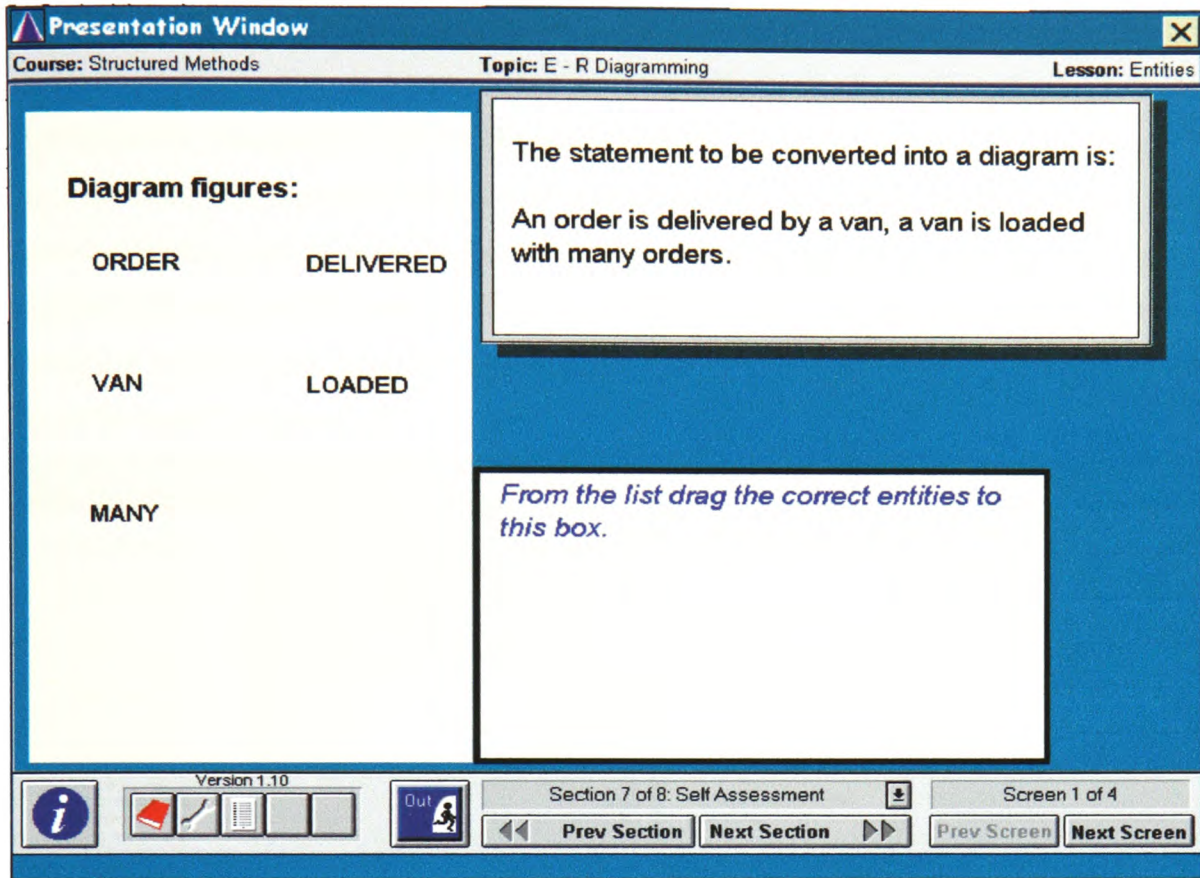 Presentation Window
Course: Structured Methods
Topic: E - R Diagramming
Lesson: Entities
Diagram figures:
ORDER
DELIVERED
VAN
LOADED
MANY
The statement to be converted into a diagram is:
An order is delivered by a van, a van is loaded
with many orders.
From the list drag the correct entities to
this box.
i
Version 1.10
Out
Section 7 of 8: Self Assessment
Screen 1 of 4
Prev Section
Next Section
Prev Screen
Next Screen